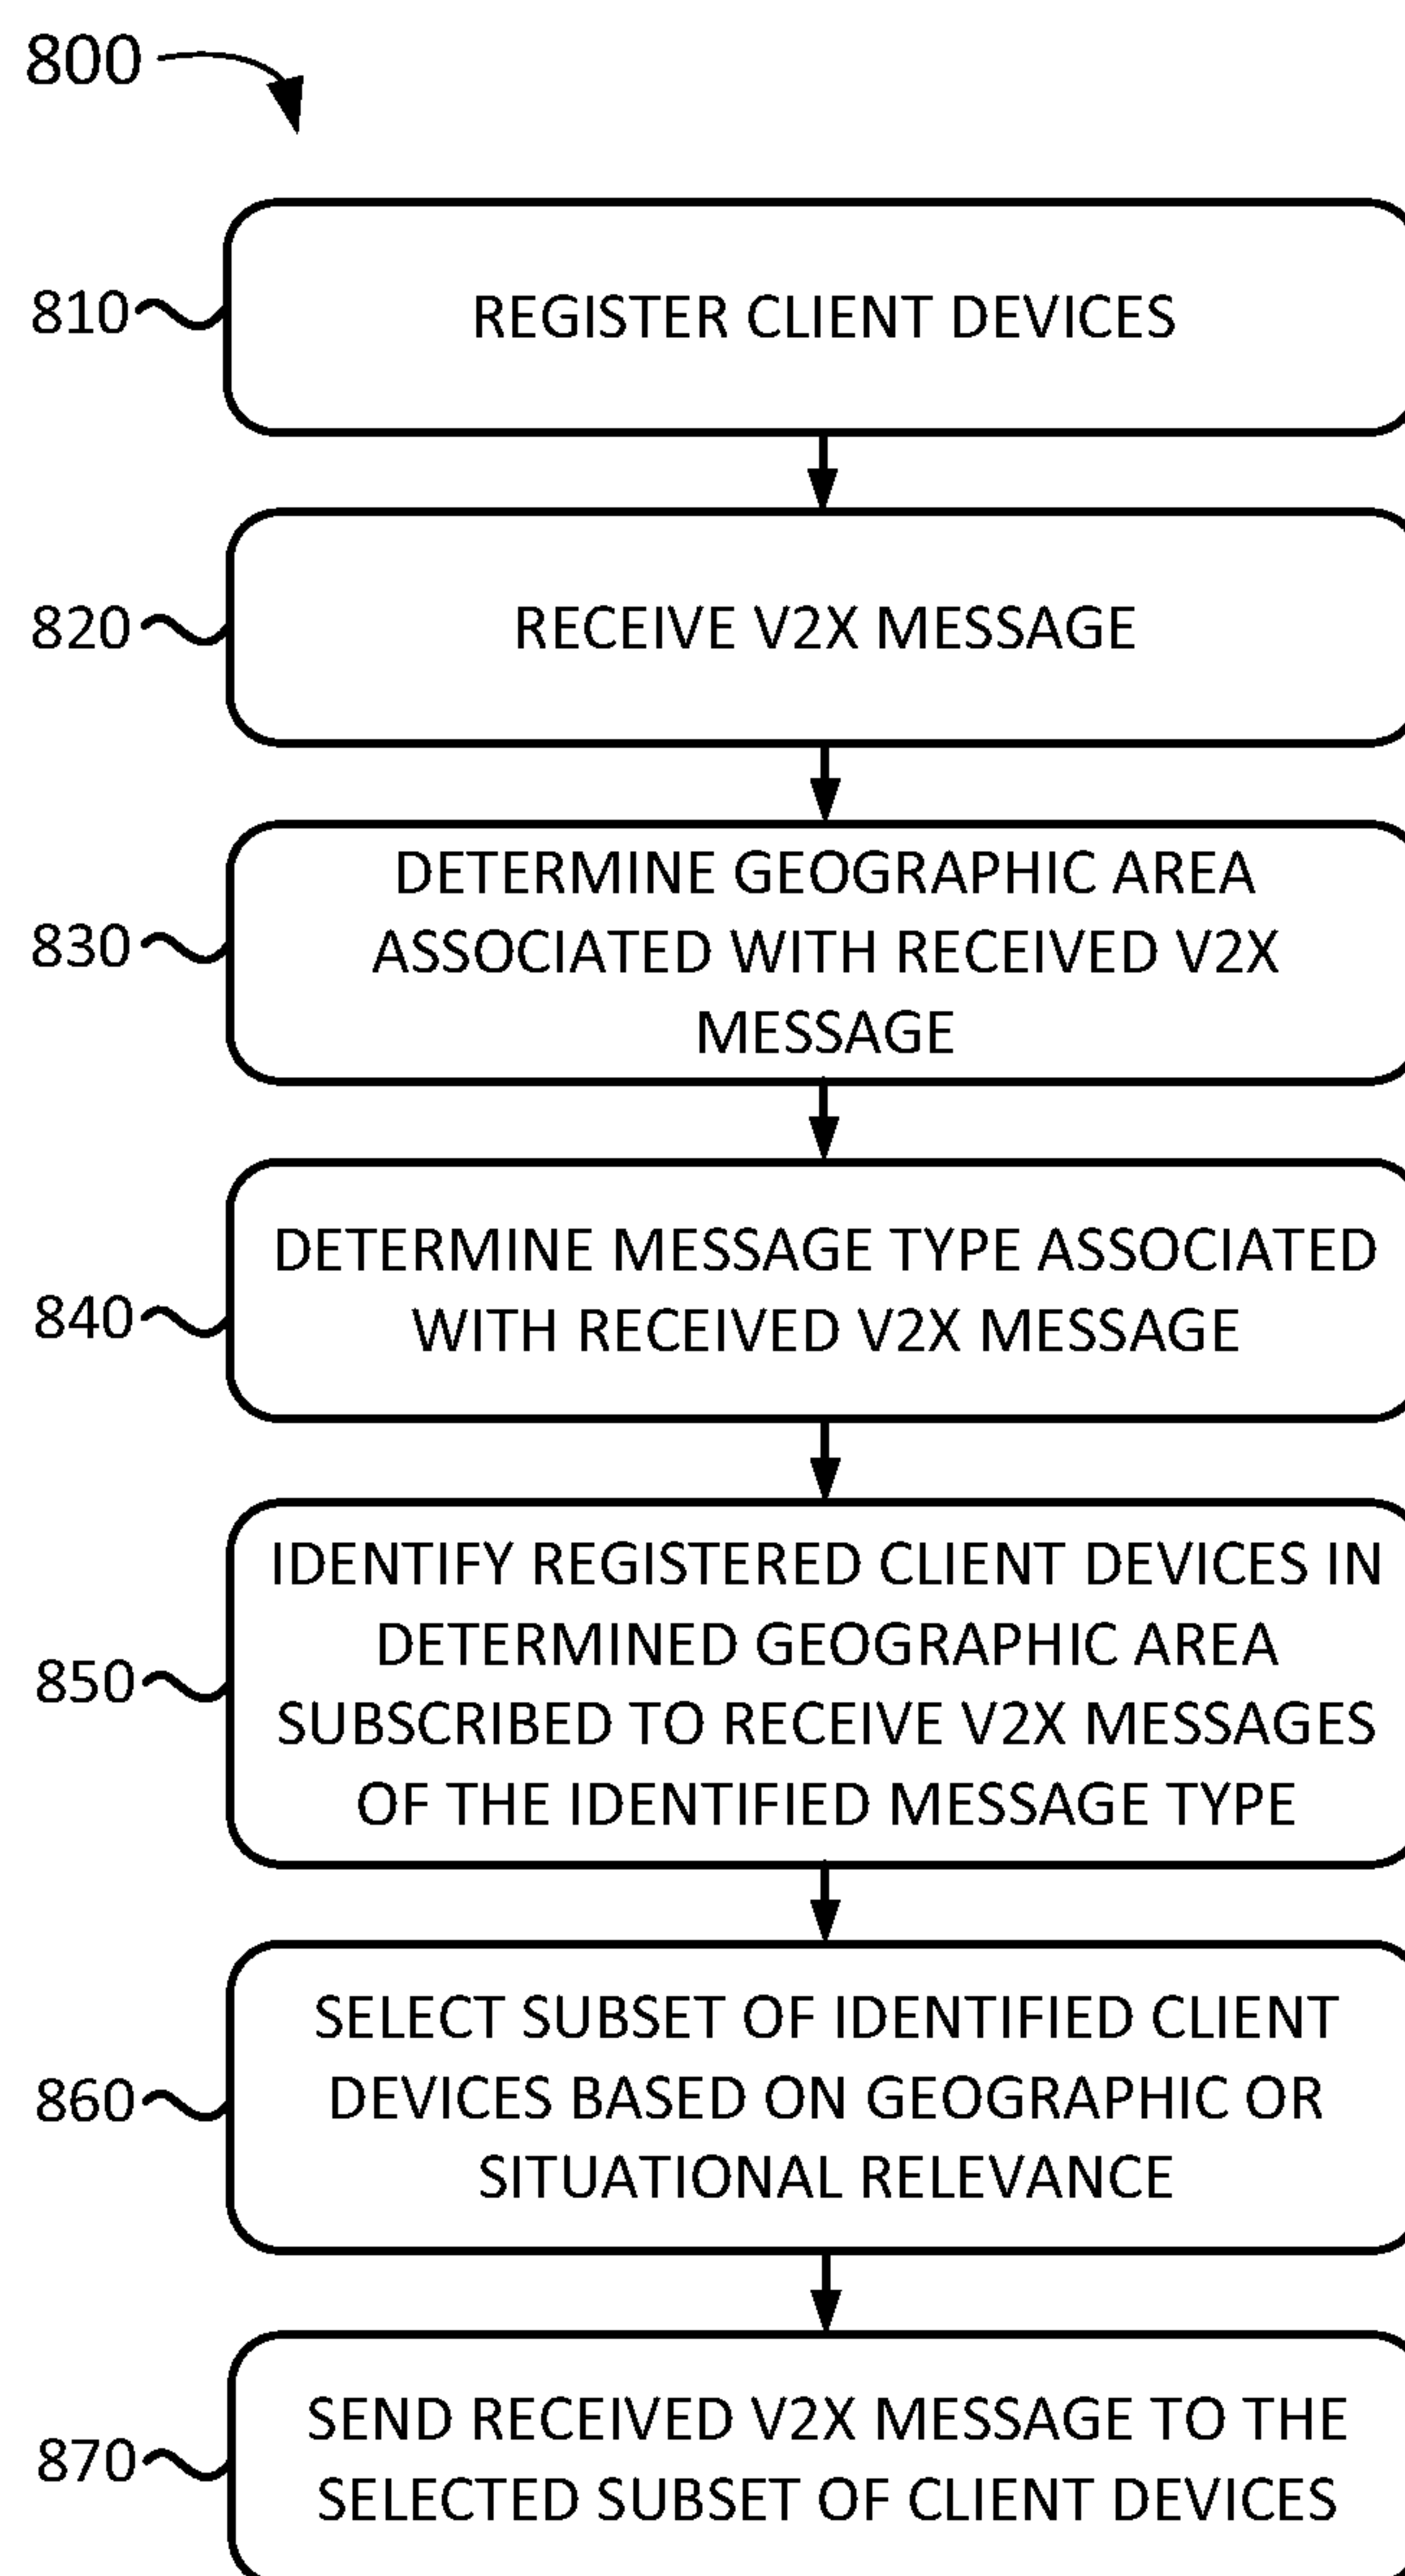 800
810
REGISTER CLIENT DEVICES
820
RECEIVE V2X MESSAGE
830
DETERMINE GEOGRAPHIC AREA
ASSOCIATED WITH RECEIVED V2X
MESSAGE
840
DETERMINE MESSAGE TYPE ASSOCIATED
WITH RECEIVED V2X MESSAGE
850
IDENTIFY REGISTERED CLIENT DEVICES IN
DETERMINED GEOGRAPHIC AREA
SUBSCRIBED TO RECEIVE V2X MESSAGES
OF THE IDENTIFIED MESSAGE TYPE
860
SELECT SUBSET OF IDENTIFIED CLIENT
DEVICES BASED ON GEOGRAPHIC OR
SITUATIONAL RELEVANCE
870
SEND RECEIVED V2X MESSAGE TO THE
SELECTED SUBSET OF CLIENT DEVICES